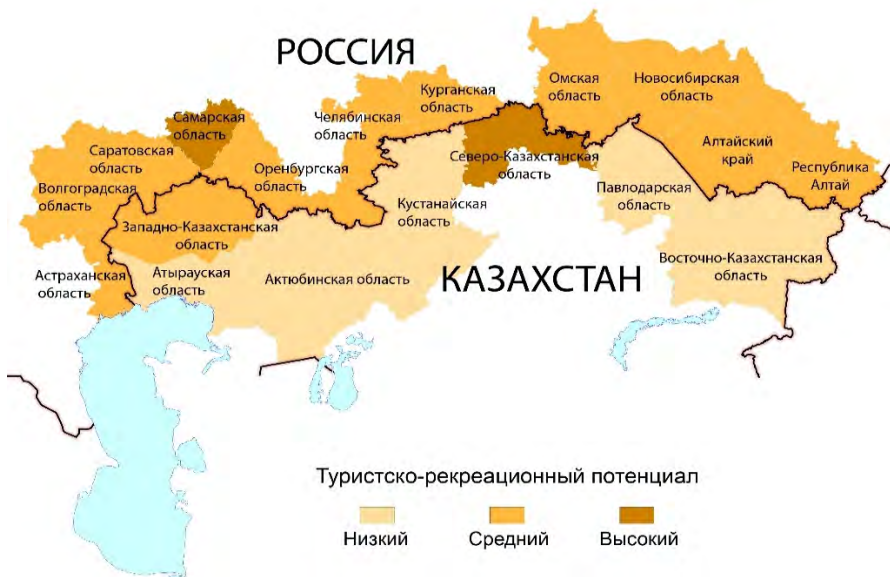 РОССИЯ
Самарская
область
Саратовская
область
Волгоградская
область
Оренбургская
область
Челябинская
область
Курганская
область
Омская
область
Новосибирская
область
Алтайский
край
Республика
Алтай
Северо-Казахстанская
область
Кустанайская
область
Павлодарская
область
Западно-Казахстанская
область
Астраханская
область
Атырауская
область
Актюбинская область
КАЗАХСТАН
Восточно-Казахстанская
область
Туристско-рекреационный потенциал
Низкий
Средний
Высокий